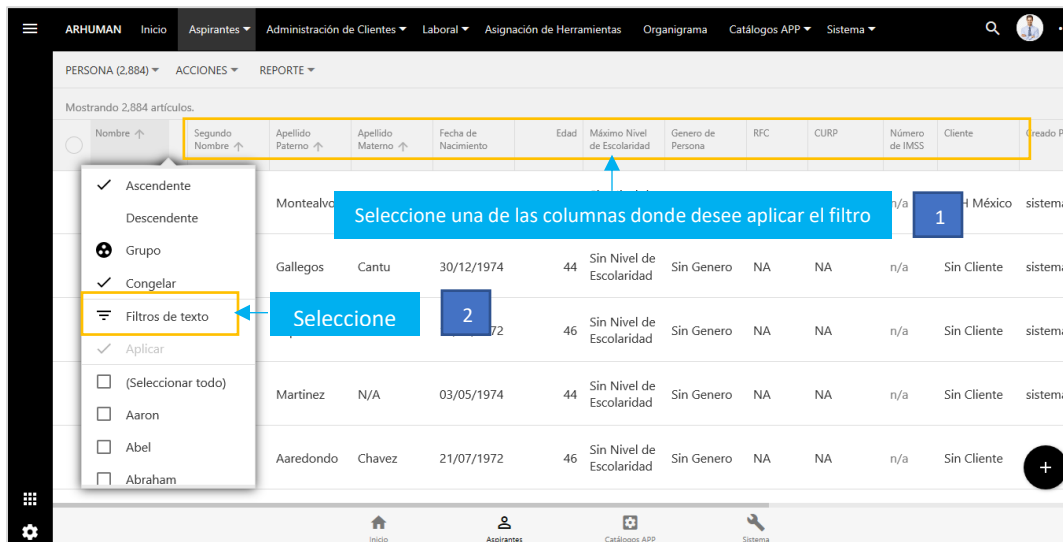 ARHUMAN Inicio Aspirantes Administración de Clientes Laboral Asignación de Herramientas Organigrama Catálogos APP Sistema
PERSONA (2,884) ACCIONES REPORTE
Mostrando 2,884 artículos.
Nombre Segundo Apellido Apellido Fecha de Edad Máximo Nivel Genero de RFC CURP Número Cliente Creado P
Nombre Paterno Materno Nacimiento de Escolaridad Persona de IMSS
Ascendente
Descendente
Grupo
Congelar
Filtros de texto
Aplicar
(Seleccionar todo)
Aaron
Abel
Abraham
Montealvo n/a H México sistema
Seleccione una de las columnas donde desee aplicar el filtro
1
Gallegos Cantu 30/12/1974 44 Sin Nivel de Escolaridad Sin Genero NA NA n/a Sin Cliente sistema
Seleccione
2
72 46 Sin Nivel de Escolaridad Sin Genero NA NA n/a Sin Cliente sistema
Martinez N/A 03/05/1974 44 Sin Nivel de Escolaridad Sin Genero NA NA n/a Sin Cliente sistema
Aaredondo Chavez 21/07/1972 46 Sin Nivel de Escolaridad Sin Genero NA NA n/a Sin Cliente
Inicio Aspirantes Catálogos APP Sistema